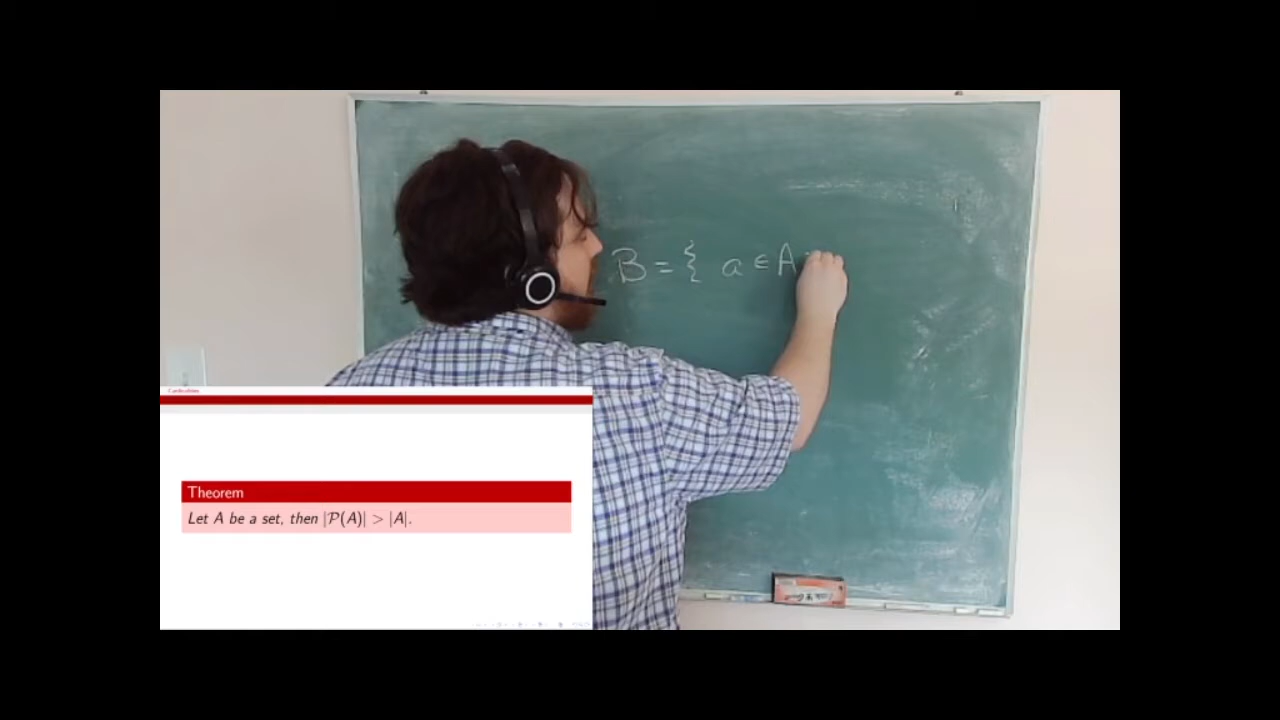 B = { a ∈ A
Theorem
Let A be a set, then |𝒫(A)| > |A|.